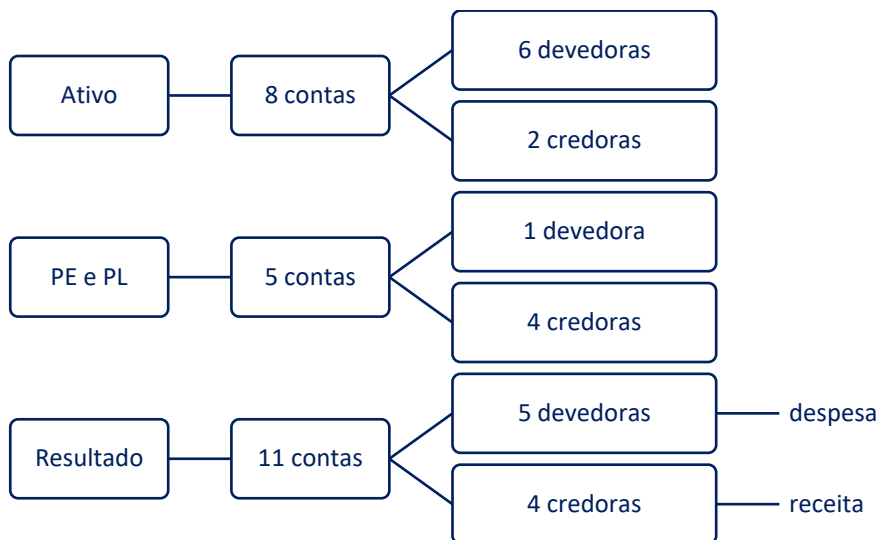 Ativo
8 contas
6 devedoras
2 credoras
PE e PL
5 contas
1 devedora
4 credoras
Resultado
11 contas
5 devedoras
despesa
4 credoras
receita